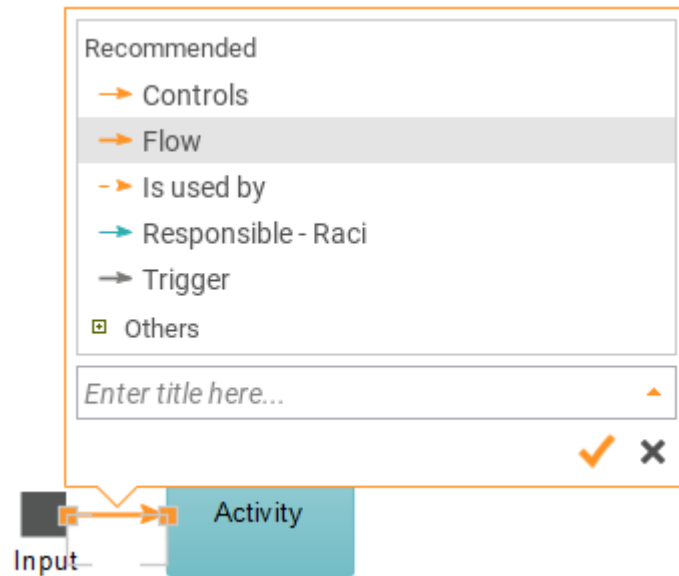 Recommended
Controls
Flow
Is used by
Responsible - Raci
Trigger
Others
Enter title here...
Activity
Input